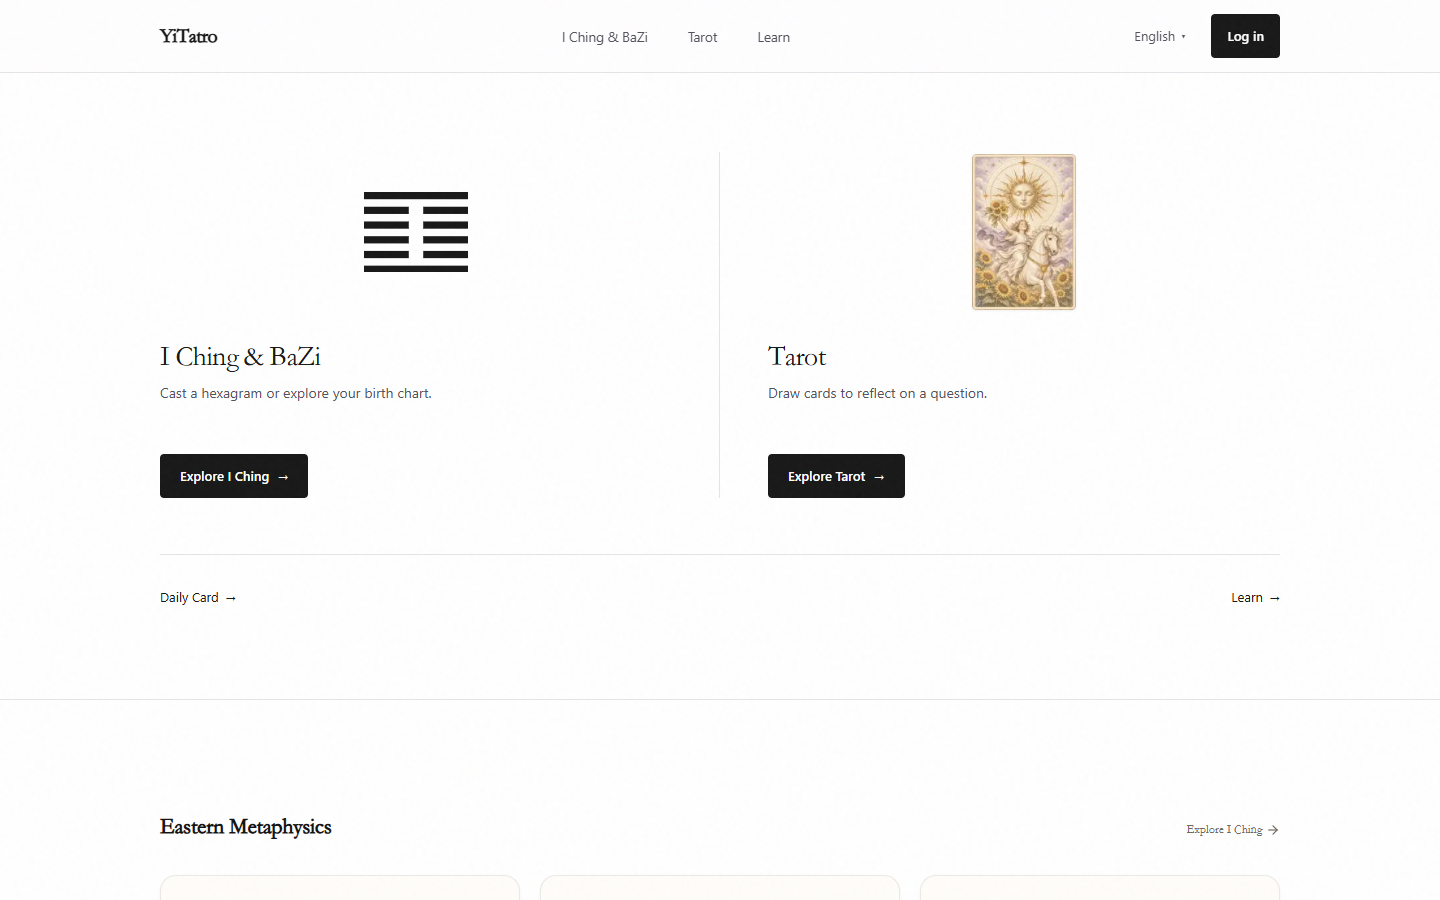 YiTatro
I Ching & BaZi
Tarot
Learn
English
Log in
I Ching & BaZi
Cast a hexagram or explore your birth chart.
Explore I Ching →
Tarot
Draw cards to reflect on a question.
Explore Tarot →
Daily Card →
Learn →
Eastern Metaphysics
Explore I Ching →